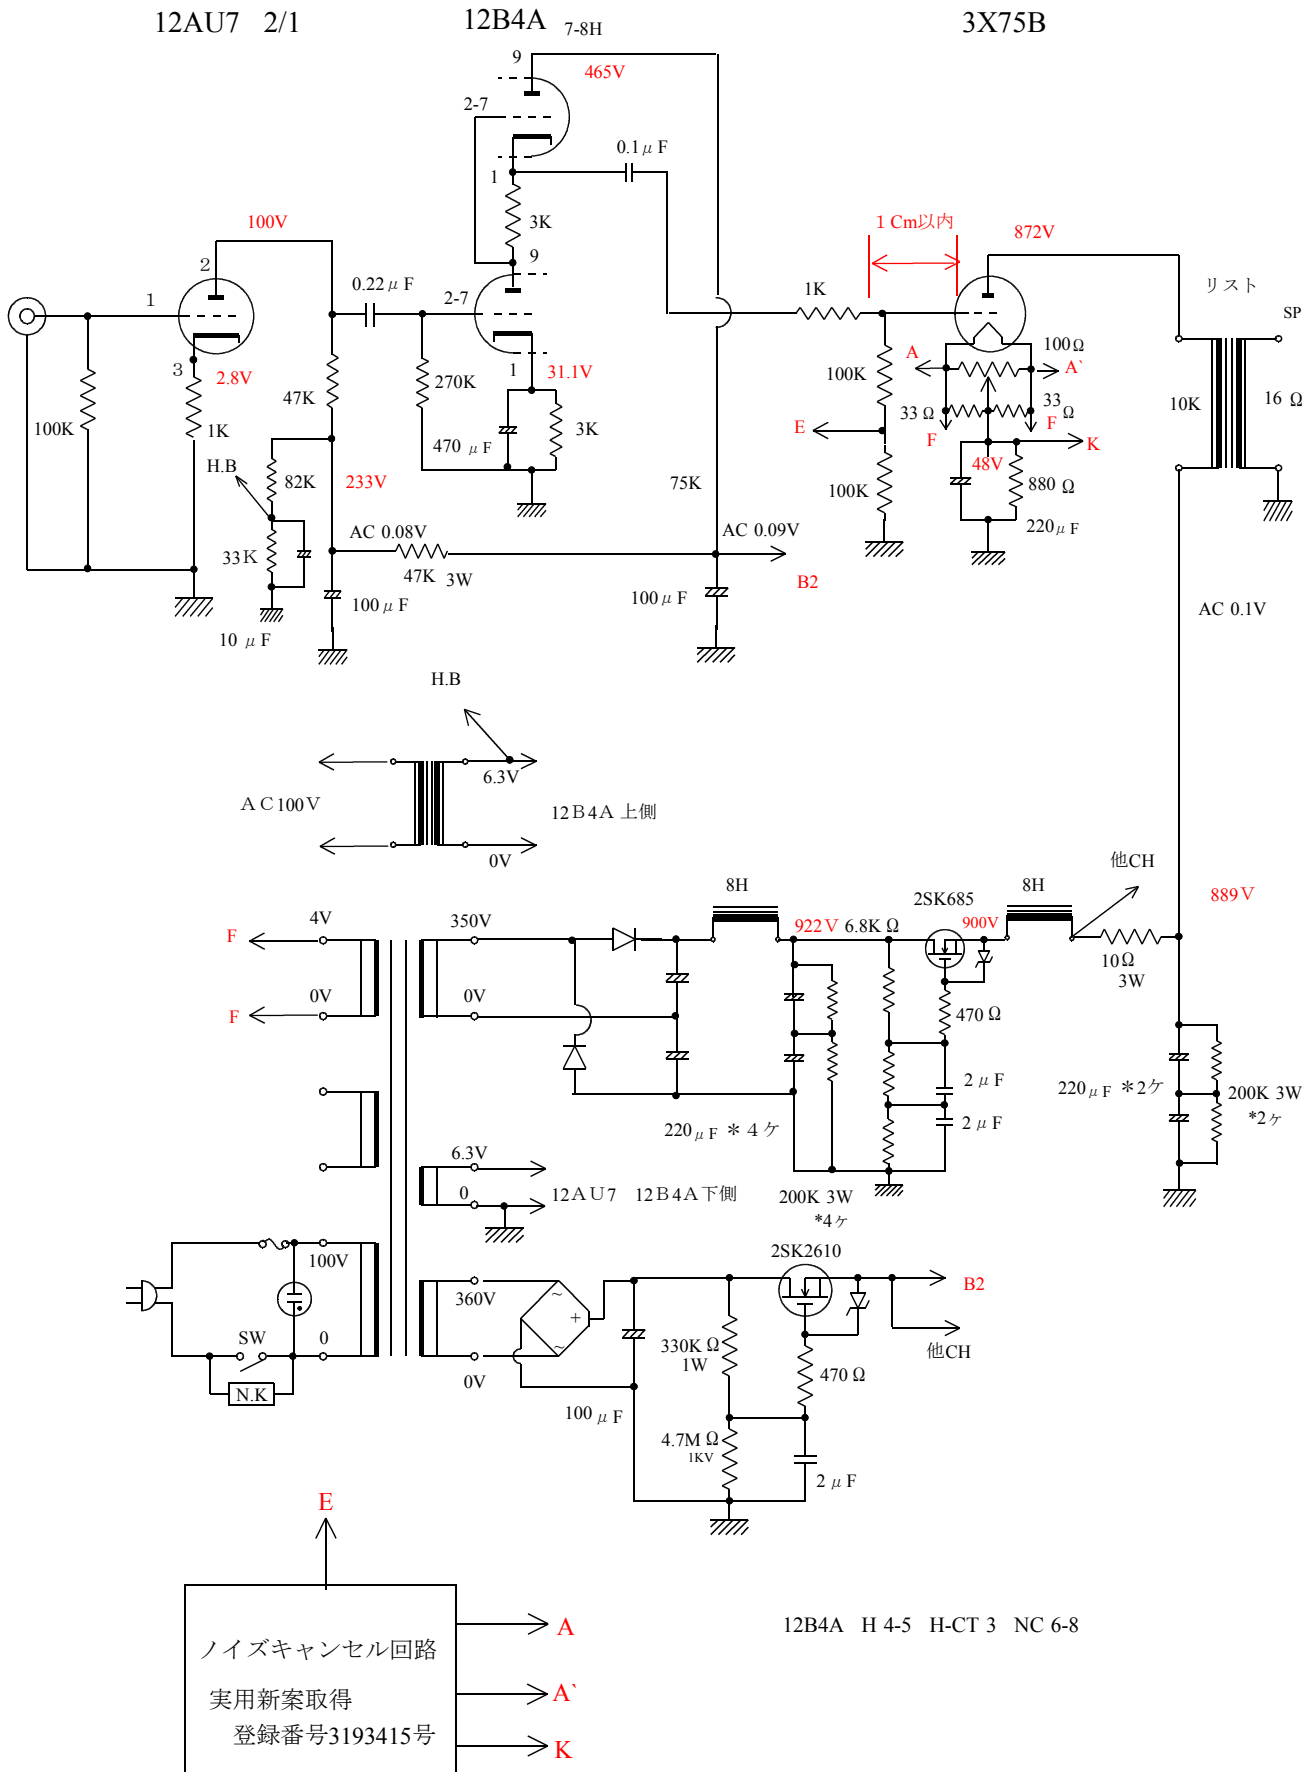 12AU7 2/1
12B4A
7-8H
3X75B
9
465V
2-7
0.1μF
1
3K
9
100V
2
1
3
2.8V
0.22μF
2-7
270K
31.1V
1
470 μF
3K
47K
100K
1K
H.B
82K
233V
33K
AC 0.08V
47K 3W
100μF
10 μF
75K
AC 0.09V
B2
100μF
1 Cm以内
872V
1K
100K
E
100K
A
100Ω
A`
33Ω
33Ω
F
F
K
48V
880 Ω
220μF
リスト
SP
10K
16 Ω
AC 0.1V
H.B
6.3V
AC100V
12B4A 上側
0V
他CH
8H
2SK685
8H
889V
4V
350V
922V
6.8KΩ
900V
F
10Ω
3W
0V
0V
470 Ω
F
2μF
2μF
220μF *4ケ
220μF *2ケ
200K 3W
*2ケ
6.3V
0
12AU7 12B4A下側
200K 3W
*4ケ
2SK2610
100V
360V
B2
SW
0
330KΩ
1W
他CH
N.K
0V
470 Ω
100μF
4.7MΩ
1KV
2μF
E
ノイズキャンセル回路
A
実用新案取得
A`
登録番号3193415号
K
12B4A H 4-5 H-CT 3 NC 6-8